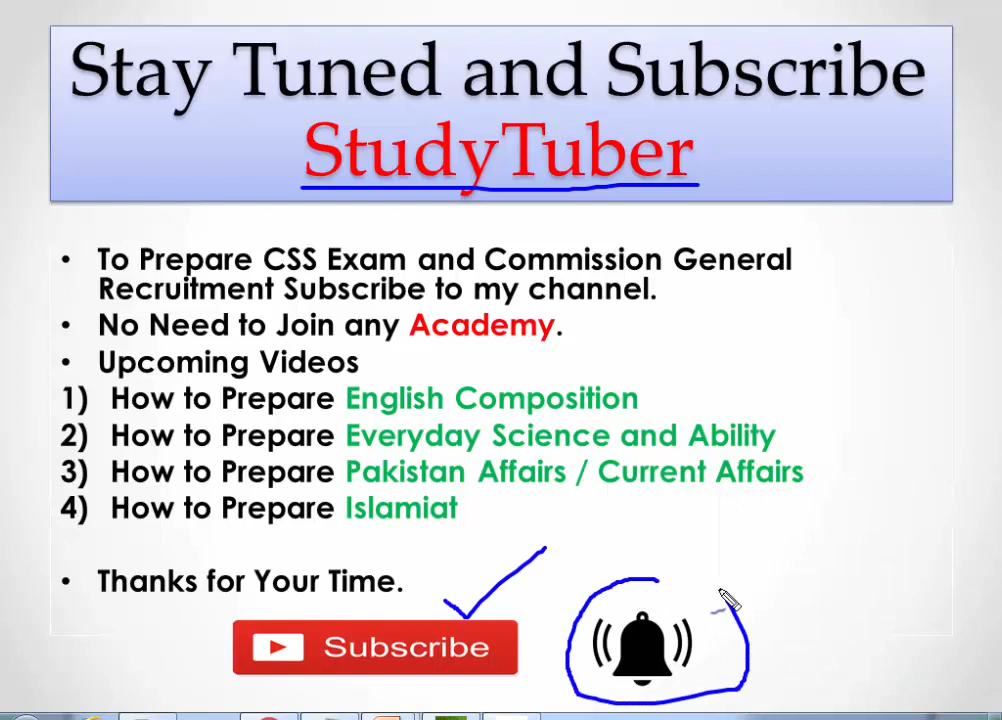 Stay Tuned and Subscribe
StudyTuber
• To Prepare CSS Exam and Commission General
Recruitment Subscribe to my channel.
• No Need to Join any Academy.
• Upcoming Videos
1) How to Prepare English Composition
2) How to Prepare Everyday Science and Ability
3) How to Prepare Pakistan Affairs / Current Affairs
4) How to Prepare Islamiat
• Thanks for Your Time.
Subscribe